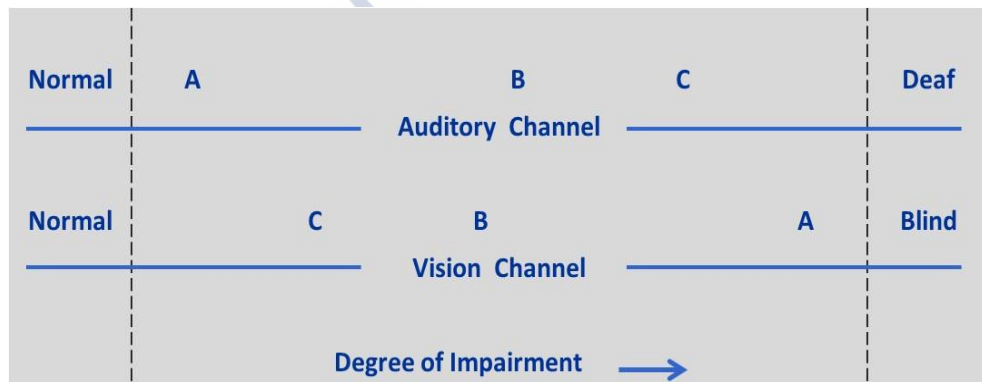 Normal A B C Deaf
Auditory Channel
Normal C B A Blind
Vision Channel
Degree of Impairment